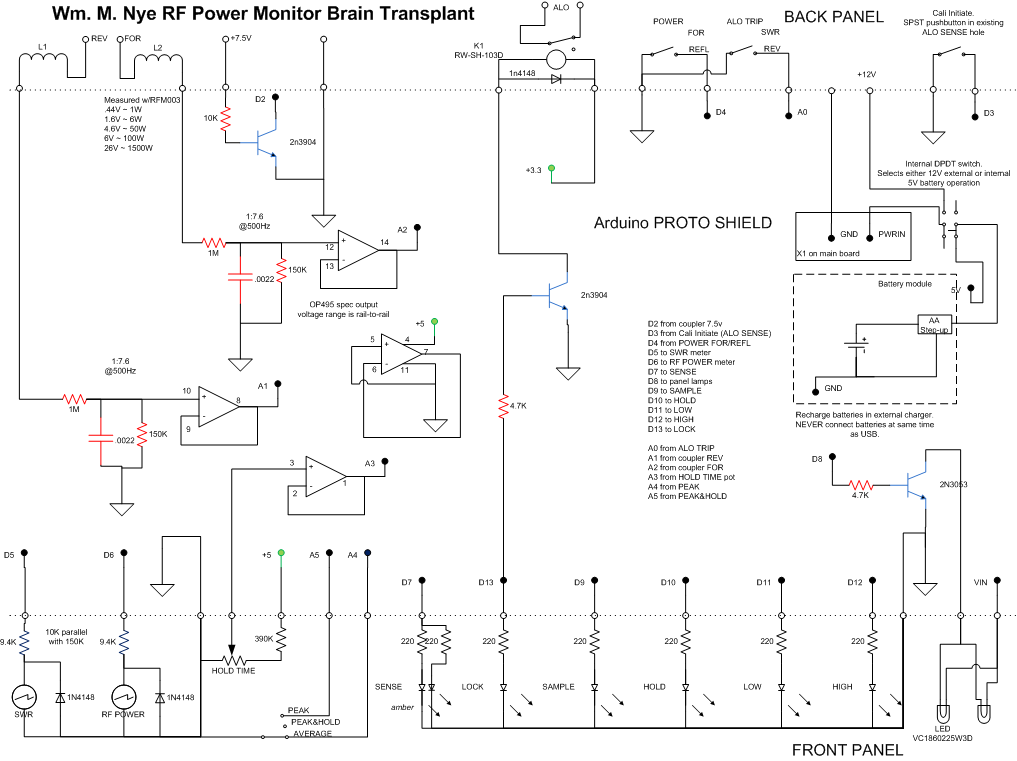 Wm. M. Nye RF Power Monitor Brain Transplant
ALO
BACK PANEL
Cali Initiate.
SPST pushbutton in existing
ALO SENSE hole
POWER
ALO TRIP
FOR
SWR
REFL
REV
L1
REV
FOR
L2
+7.5V
K1
RW-SH-103D
1n4148
+12V
Measured w/RFM003
.44V ~ 1W
1.6V ~ 6W
4.6V ~ 50W
6V ~ 100W
26V ~ 1500W
D2
10K
2n3904
D4
A0
D3
+3.3
Internal DPDT switch.
Selects either 12V external or internal
5V battery operation
1:7.6
@500Hz
A2
12
14
13
1M
.0022
150K
Arduino PROTO SHIELD
GND
PWRIN
X1 on main board
OP495 spec output
voltage range is rail-to-rail
2n3904
Battery module
5V
AA
Step-up
+
GND
+5
5
4
7
6
11
D2 from coupler 7.5v
D3 from Cali Initiate (ALO SENSE)
D4 from POWER FOR/REFL
D5 to SWR meter
D6 to RF POWER meter
D7 to SENSE
D8 to panel lamps
D9 to SAMPLE
D10 to HOLD
D11 to LOW
D12 to HIGH
D13 to LOCK
A0 from ALO TRIP
A1 from coupler REV
A2 from coupler FOR
A3 from HOLD TIME pot
A4 from PEAK
A5 from PEAK&HOLD
1:7.6
@500Hz
A1
10
8
9
1M
.0022
150K
4.7K
Recharge batteries in external charger.
NEVER connect batteries at same time
as USB.
3
A3
1
2
D8
4.7K
2N3053
D5
D6
+5
A5
A4
D7
D13
D9
D10
D11
D12
VIN
9.4K
10K parallel
with 150K
9.4K
390K
220
220
220
220
220
220
220
HOLD TIME
1N4148
1N4148
SWR
RF POWER
SENSE
amber
LOCK
SAMPLE
HOLD
LOW
HIGH
PEAK
PEAK&HOLD
AVERAGE
LED
VC1860225W3D
FRONT PANEL